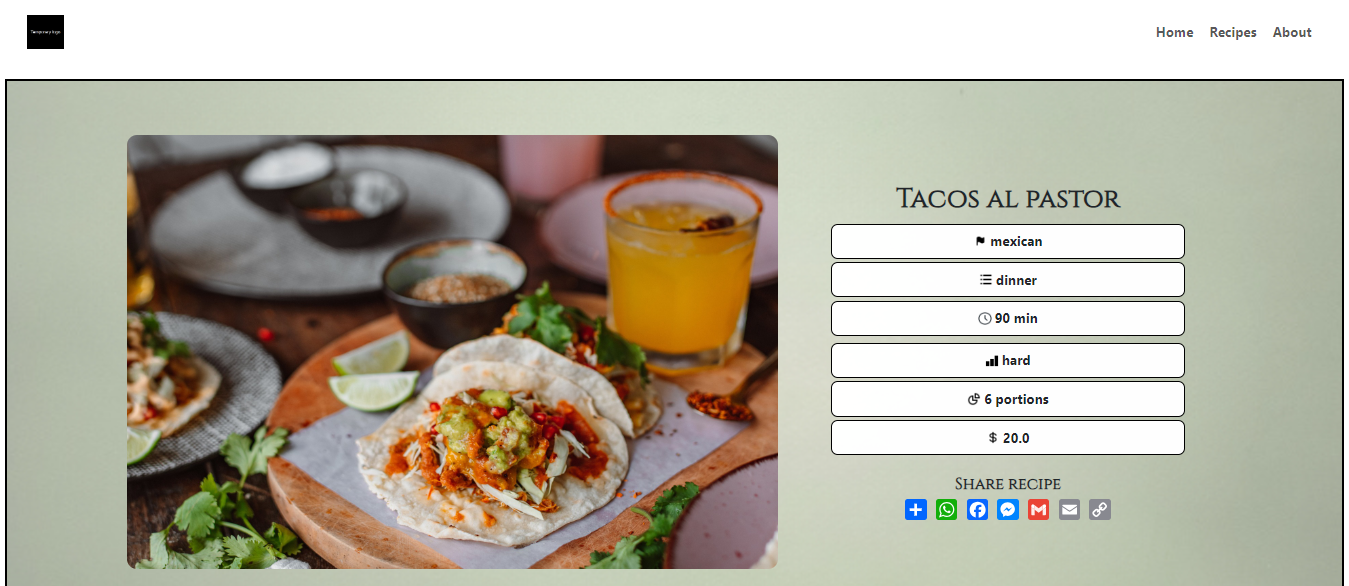 Temporary logo
Home Recipes About
Tacos al pastor
mexican
dinner
90 min
hard
6 portions
$ 20.0
Share recipe